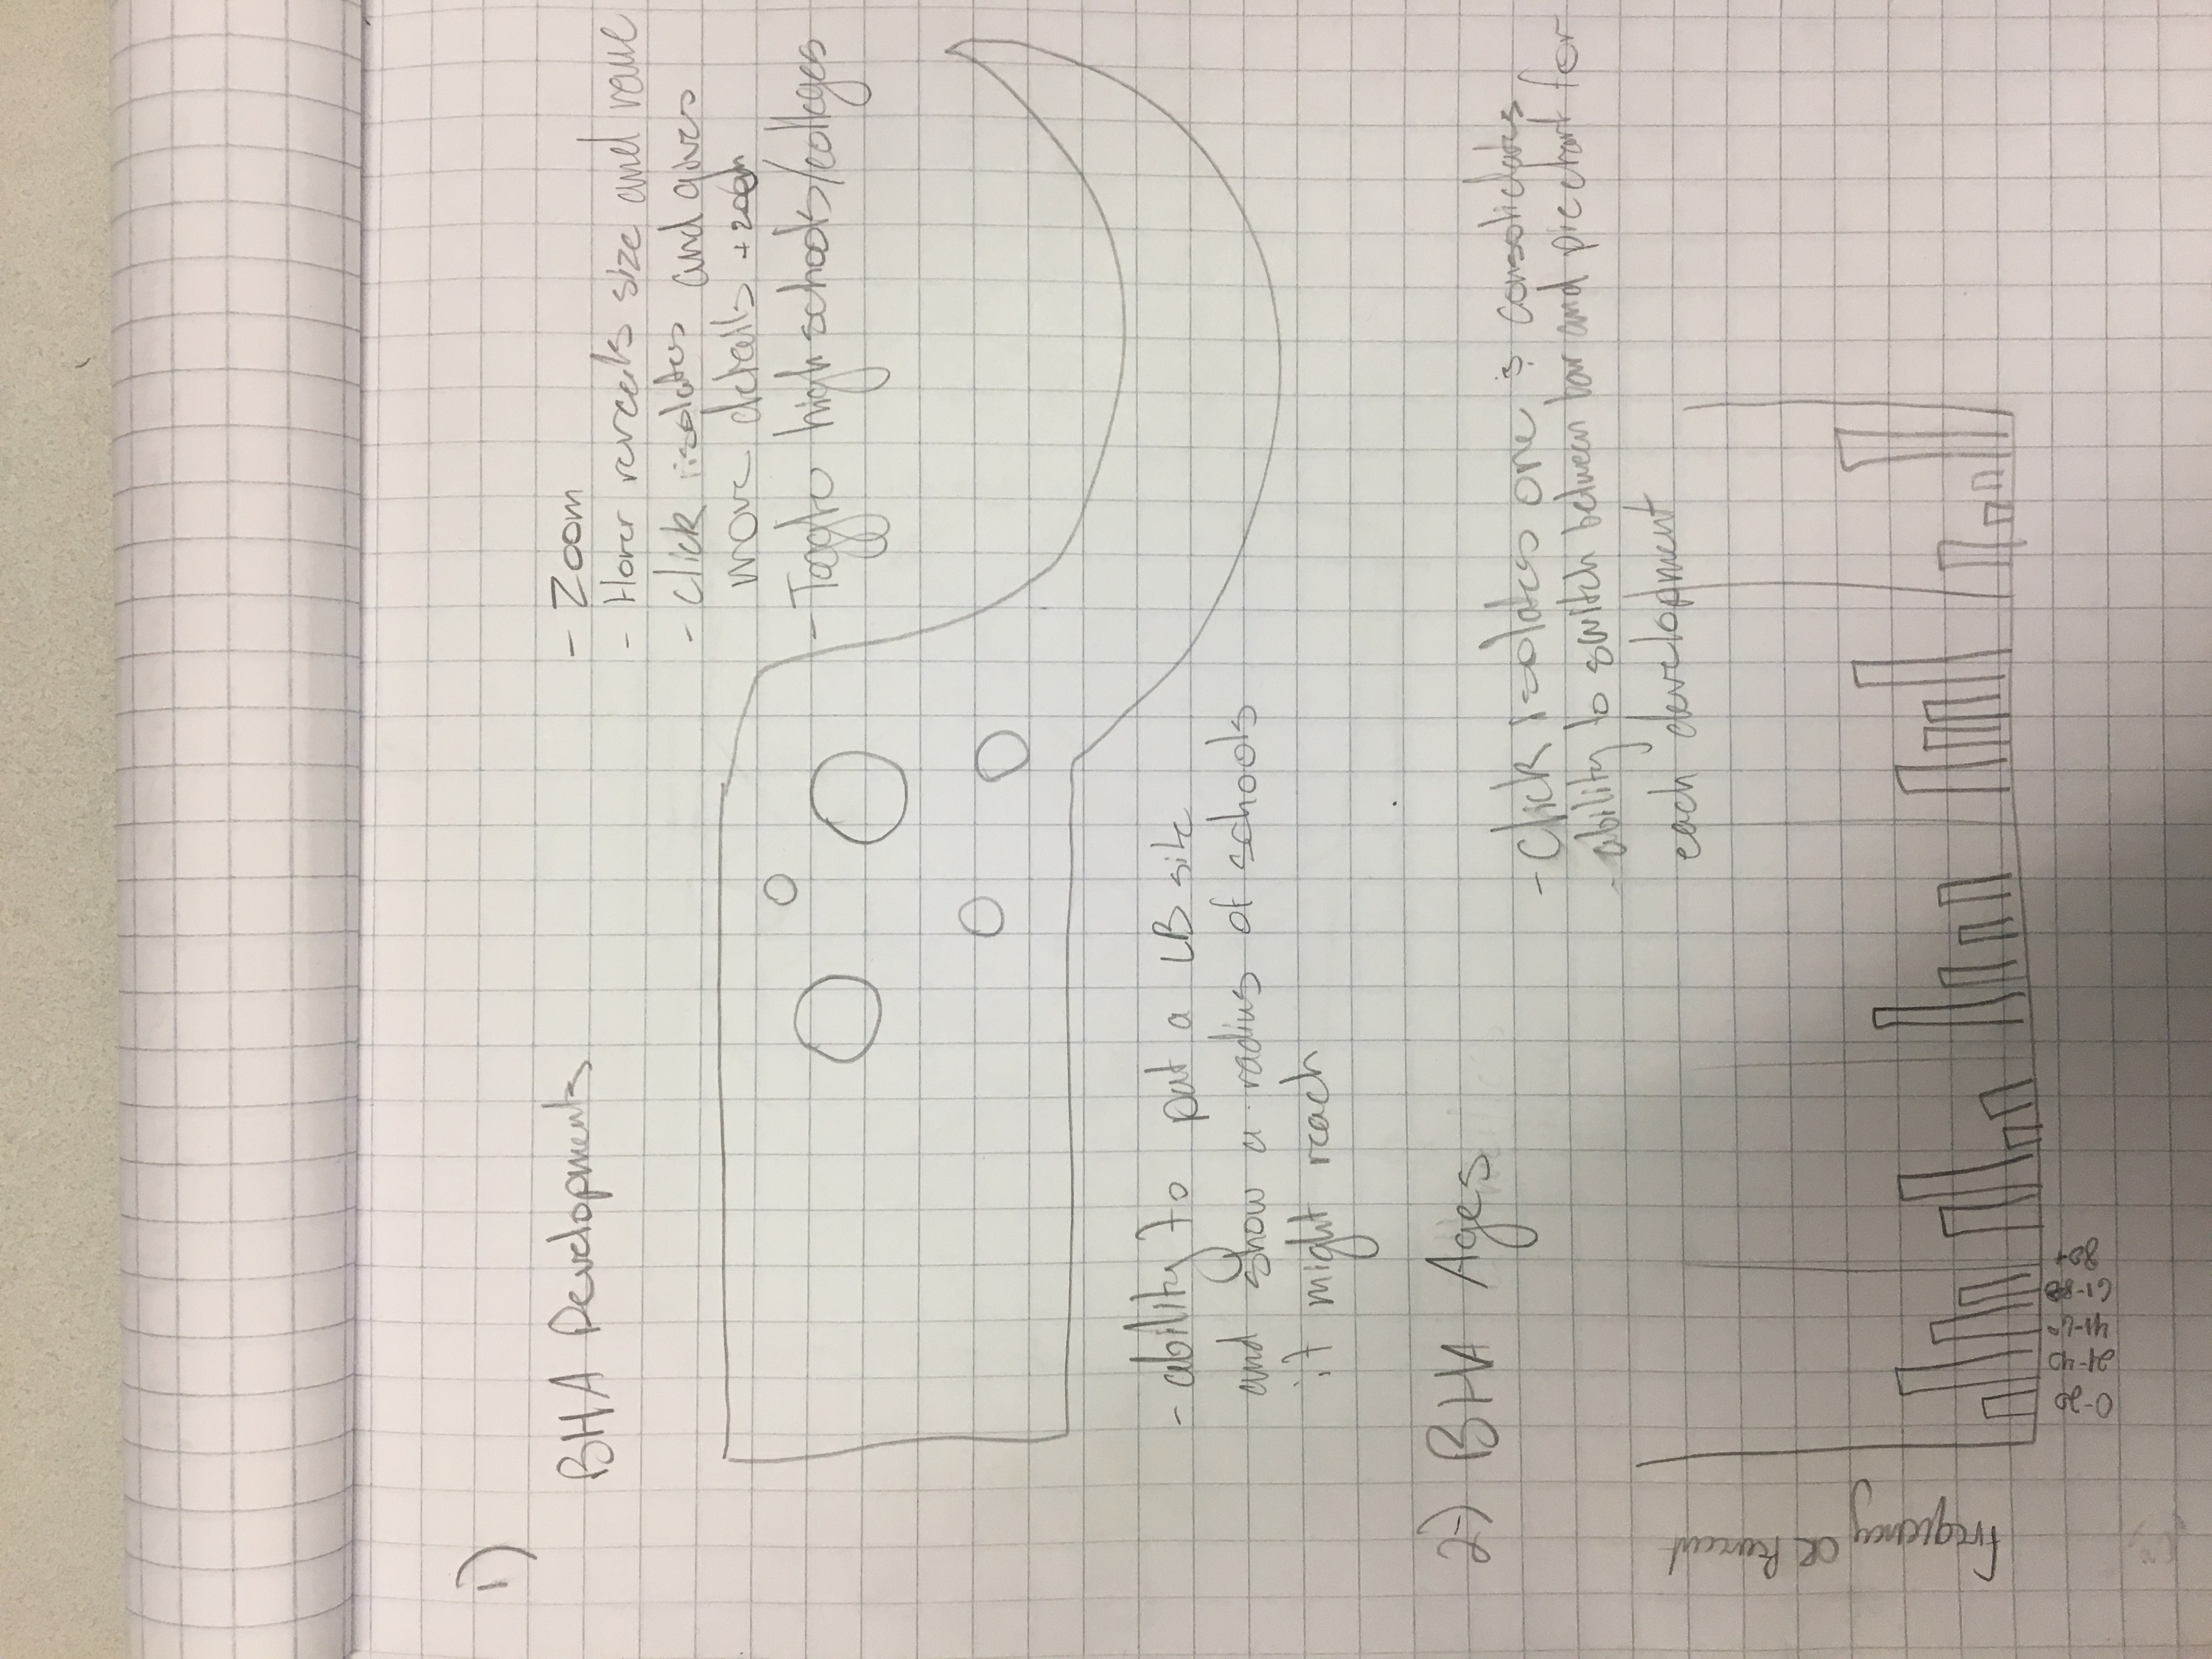 1)
BHA Developments
- Zoom
- Hover reveals size and name
- click isolates and gives
more details + zoom
- Toggle high schools/colleges
- ability to put a LB site
and show a radius of schools
it might reach
2) BHA Ages
- Click isolates one & consolidates
- ability to switch between bar and pie chart for
each development
frequency OR Percent
0-20
21-40
41-60
61-80
80+